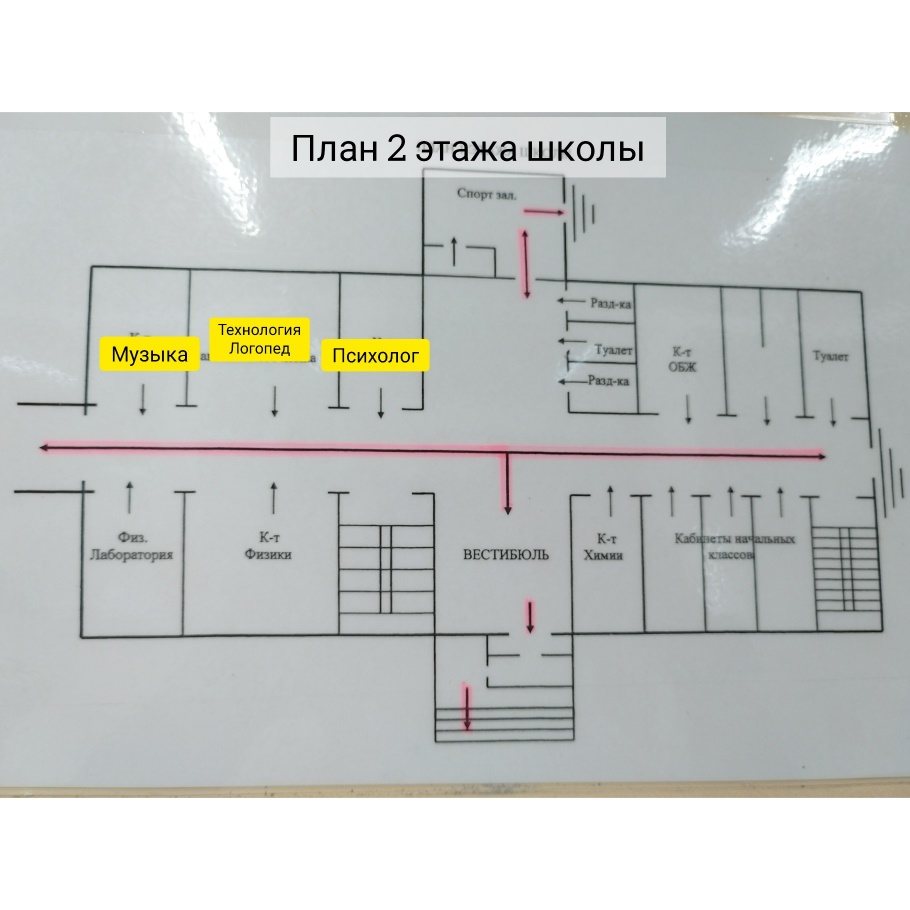 План 2 этажа школы
Спорт зал.
Разд-ка
Технология
Логопед
Музыка
Психолог
Туалет
К-т
ОБЖ
Туалет
Разд-ка
Физ.
Лаборатория
К-т
Физики
ВЕСТИБЮЛЬ
К-т
Химии
Кабинеты начальных
классов